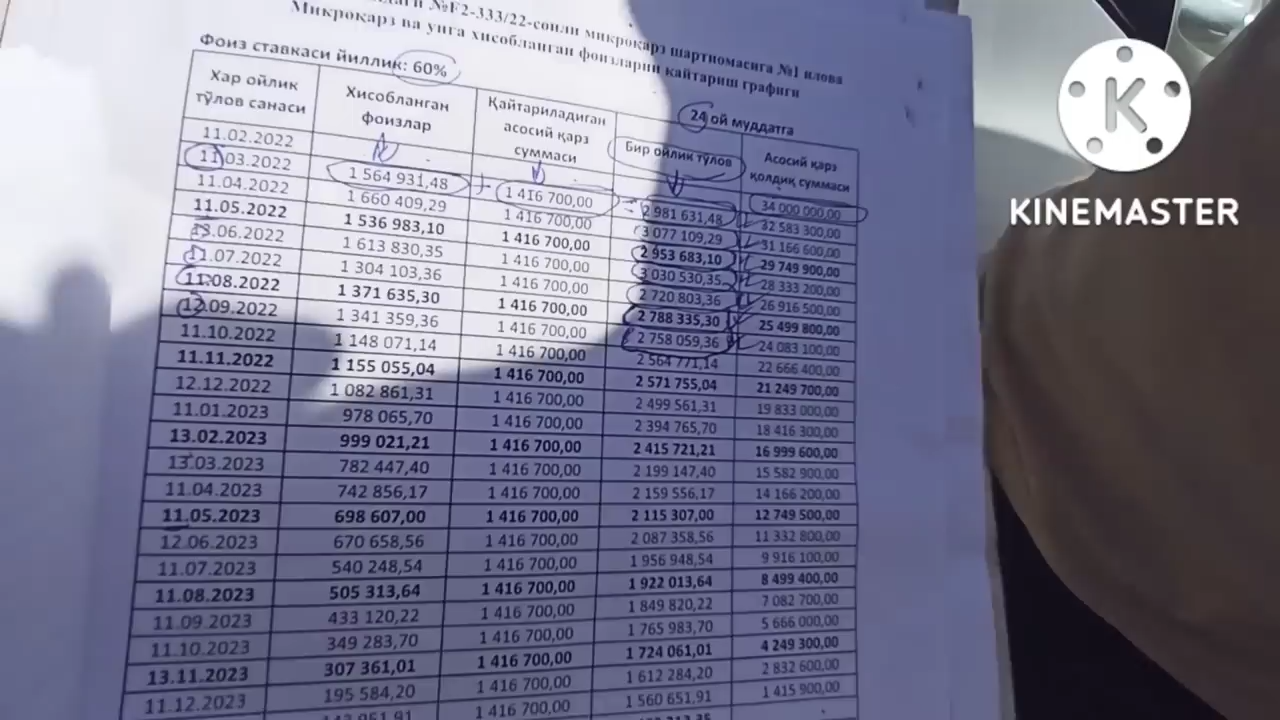 №F2-333/22-сонли микроқарз шартномасига №1 илова
Микроқарз ва унга хисобланган фоизларни қайтариш графиги
Фоиз ставкаси йиллик: 60%
24 ой муддатга
Хар ойлик тўлов санаси Хисобланган фоизлар Қайтариладиган асосий қарз суммаси Бир ойлик тўлов Асосий қарз қолдиқ суммаси
11.02.2022 34 000 000,00
11.03.2022 1 564 931,48 1 416 700,00 2 981 631,48 32 583 300,00
11.04.2022 1 660 409,29 1 416 700,00 3 077 109,29 31 166 600,00
11.05.2022 1 536 983,10 1 416 700,00 2 953 683,10 29 749 900,00
13.06.2022 1 613 830,35 1 416 700,00 3 030 530,35 28 333 200,00
11.07.2022 1 304 103,36 1 416 700,00 2 720 803,36 26 916 500,00
11.08.2022 1 371 635,30 1 416 700,00 2 788 335,30 25 499 800,00
12.09.2022 1 341 359,36 1 416 700,00 2 758 059,36 24 083 100,00
11.10.2022 1 148 071,14 1 416 700,00 2 564 771,14 22 666 400,00
11.11.2022 1 155 055,04 1 416 700,00 2 571 755,04 21 249 700,00
12.12.2022 1 082 861,31 1 416 700,00 2 499 561,31 19 833 000,00
11.01.2023 978 065,70 1 416 700,00 2 394 765,70 18 416 300,00
13.02.2023 999 021,21 1 416 700,00 2 415 721,21 16 999 600,00
13.03.2023 782 447,40 1 416 700,00 2 199 147,40 15 582 900,00
11.04.2023 742 856,17 1 416 700,00 2 159 556,17 14 166 200,00
11.05.2023 698 607,00 1 416 700,00 2 115 307,00 12 749 500,00
12.06.2023 670 658,56 1 416 700,00 2 087 358,56 11 332 800,00
11.07.2023 540 248,54 1 416 700,00 1 956 948,54 9 916 100,00
11.08.2023 505 313,64 1 416 700,00 1 922 013,64 8 499 400,00
11.09.2023 433 120,22 1 416 700,00 1 849 820,22 7 082 700,00
11.10.2023 349 283,70 1 416 700,00 1 765 983,70 5 666 000,00
13.11.2023 307 361,01 1 416 700,00 1 724 061,01 4 249 300,00
11.12.2023 195 584,20 1 416 700,00 1 612 284,20 2 832 600,00
1 416 700,00 1 560 651,91 1 415 900,00
K
KINEMASTER